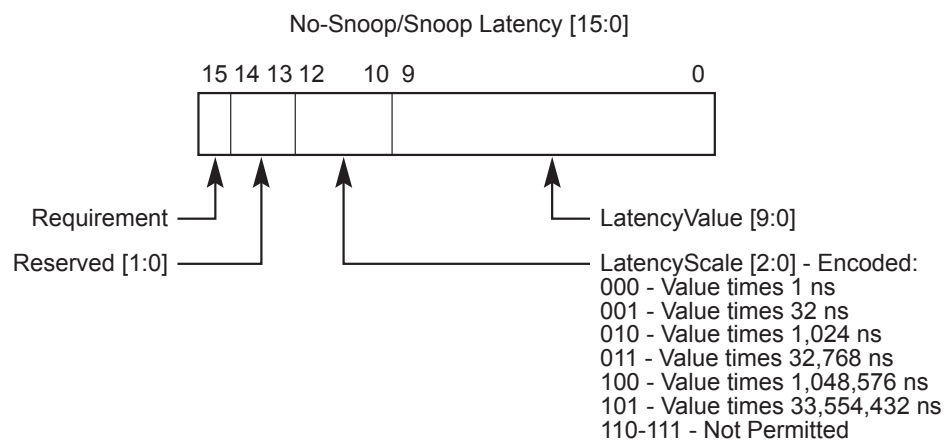 No-Snoop/Snoop Latency [15:0]
15 14 13 12 10 9 0
Requirement
LatencyValue [9:0]
Reserved [1:0]
LatencyScale [2:0] - Encoded:
000 - Value times 1 ns
001 - Value times 32 ns
010 - Value times 1,024 ns
011 - Value times 32,768 ns
100 - Value times 1,048,576 ns
101 - Value times 33,554,432 ns
110-111 - Not Permitted